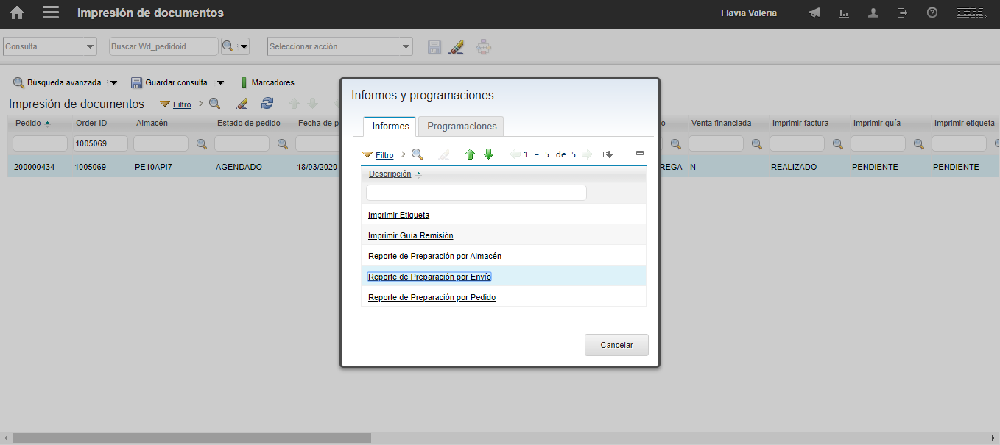 Impresión de documentos
Flavia Valeria
IBM.
Consulta
Buscar Wd_pedidoid
Seleccionar acción
Búsqueda avanzada
Guardar consulta
Marcadores
Impresión de documentos
Filtro
Pedido Order ID Almacén Estado de pedido Fecha de p o Venta financiada Imprimir factura Imprimir guía Imprimir etiqueta
1005069
200000434 1005069 PE10API7 AGENDADO 18/03/2020 REGA N REALIZADO PENDIENTE PENDIENTE
Informes y programaciones
Informes Programaciones
Filtro 1 - 5 de 5
Descripción
Imprimir Etiqueta
Imprimir Guía Remisión
Reporte de Preparación por Almacén
Reporte de Preparación por Envío
Reporte de Preparación por Pedido
Cancelar